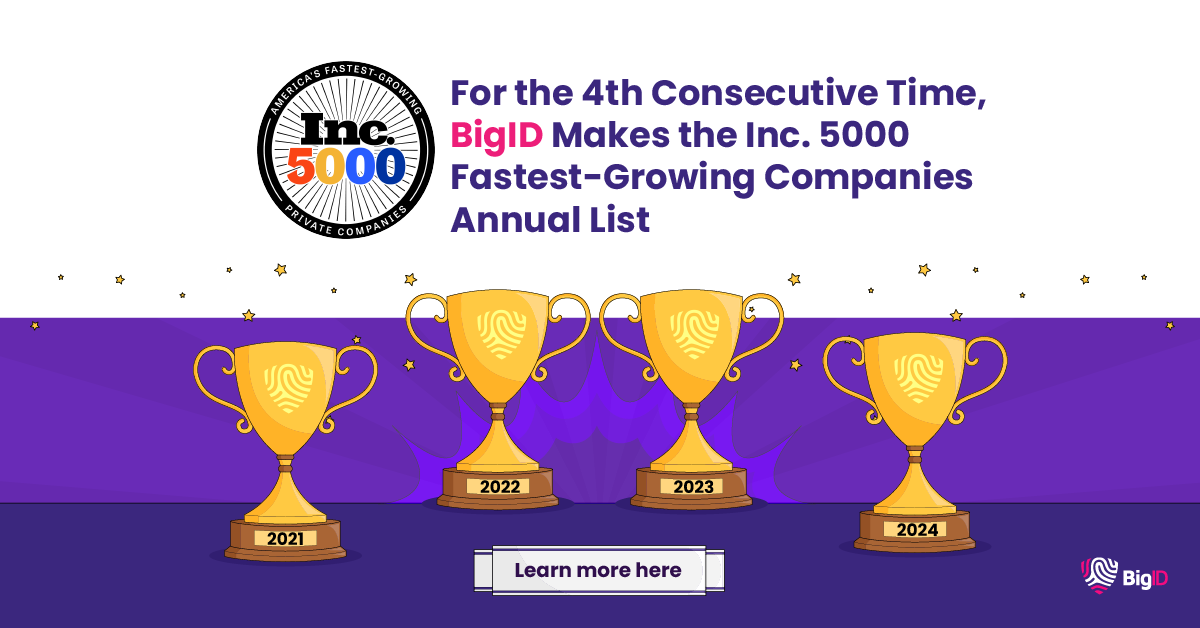 AMERICA'S FASTEST-GROWING
Inc.
5000
PRIVATE COMPANIES
For the 4th Consecutive Time,
BigID Makes the Inc. 5000
Fastest-Growing Companies
Annual List
2021
2022
2023
2024
Learn more here
BigID